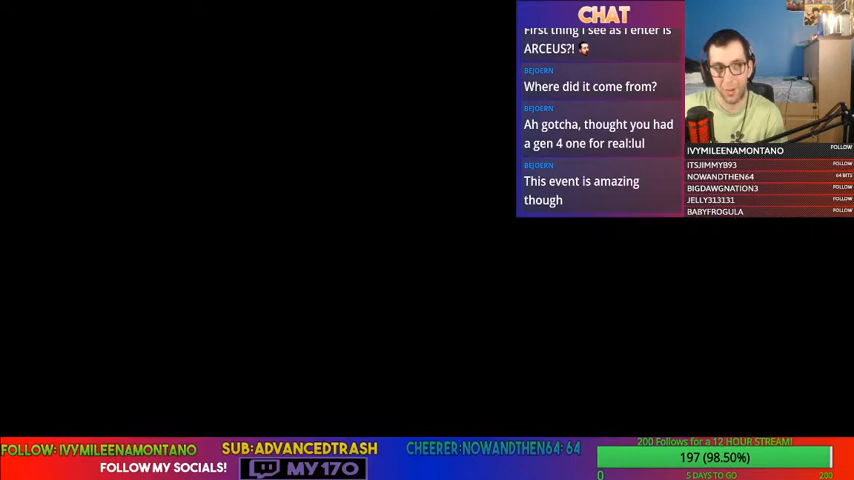 CHAT
First thing I see as I enter is
ARCEUS?!
BEJOERN
Where did it come from?
BEJOERN
Ah gotcha, thought you had
a gen 4 one for real:lul
BEJOERN
This event is amazing
though
IVYMILEENAMONTANO FOLLOW
ITSJIMMYB93 FOLLOW
NOWANDTHEN64 64 BITS
BIGDAWGNATION3 FOLLOW
JELLY313131 FOLLOW
BABYFROGULA FOLLOW
FOLLOW: IVYMILEENAMONTANO
SUB:ADVANCEDTRASH
CHEERER:NOWANDTHEN64: 64
FOLLOW MY SOCIALS!
MY170
200 Follows for a 12 HOUR STREAM!
197 (98.50%)
0 5 DAYS TO GO 200